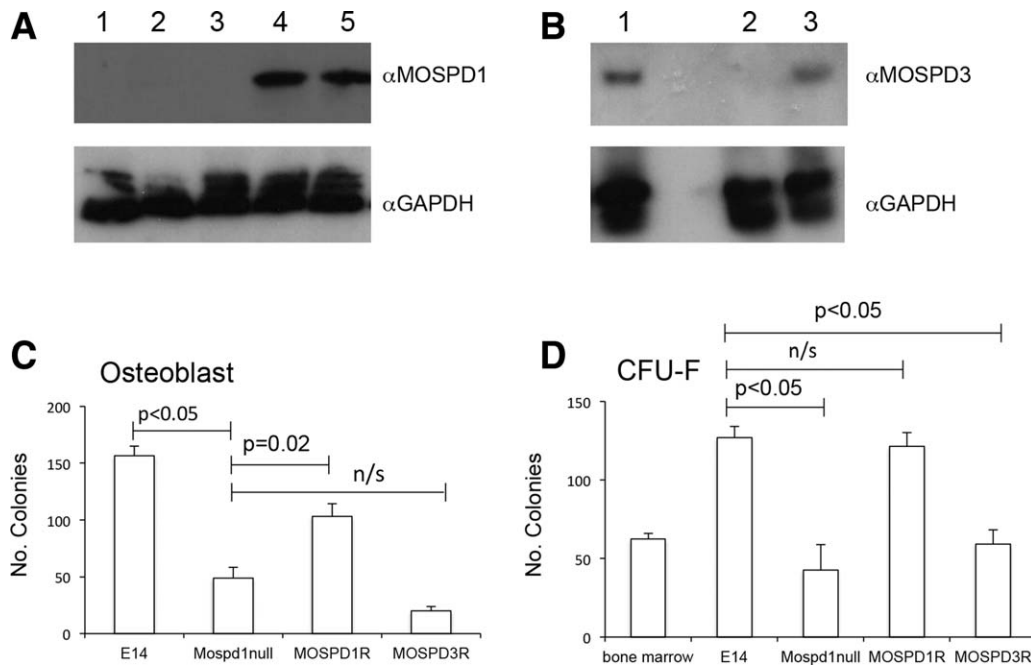 A
1 2 3 4 5
αMOSPD1
αGAPDH
B
1 2 3
αMOSPD3
αGAPDH
C
Osteoblast
No. Colonies
200
150
100
50
0
p<0.05
p=0.02
n/s
E14 Mospd1null MOSPD1R MOSPD3R
D
CFU-F
No. Colonies
150
100
50
0
p<0.05
n/s
p<0.05
bone marrow E14 Mospd1null MOSPD1R MOSPD3R